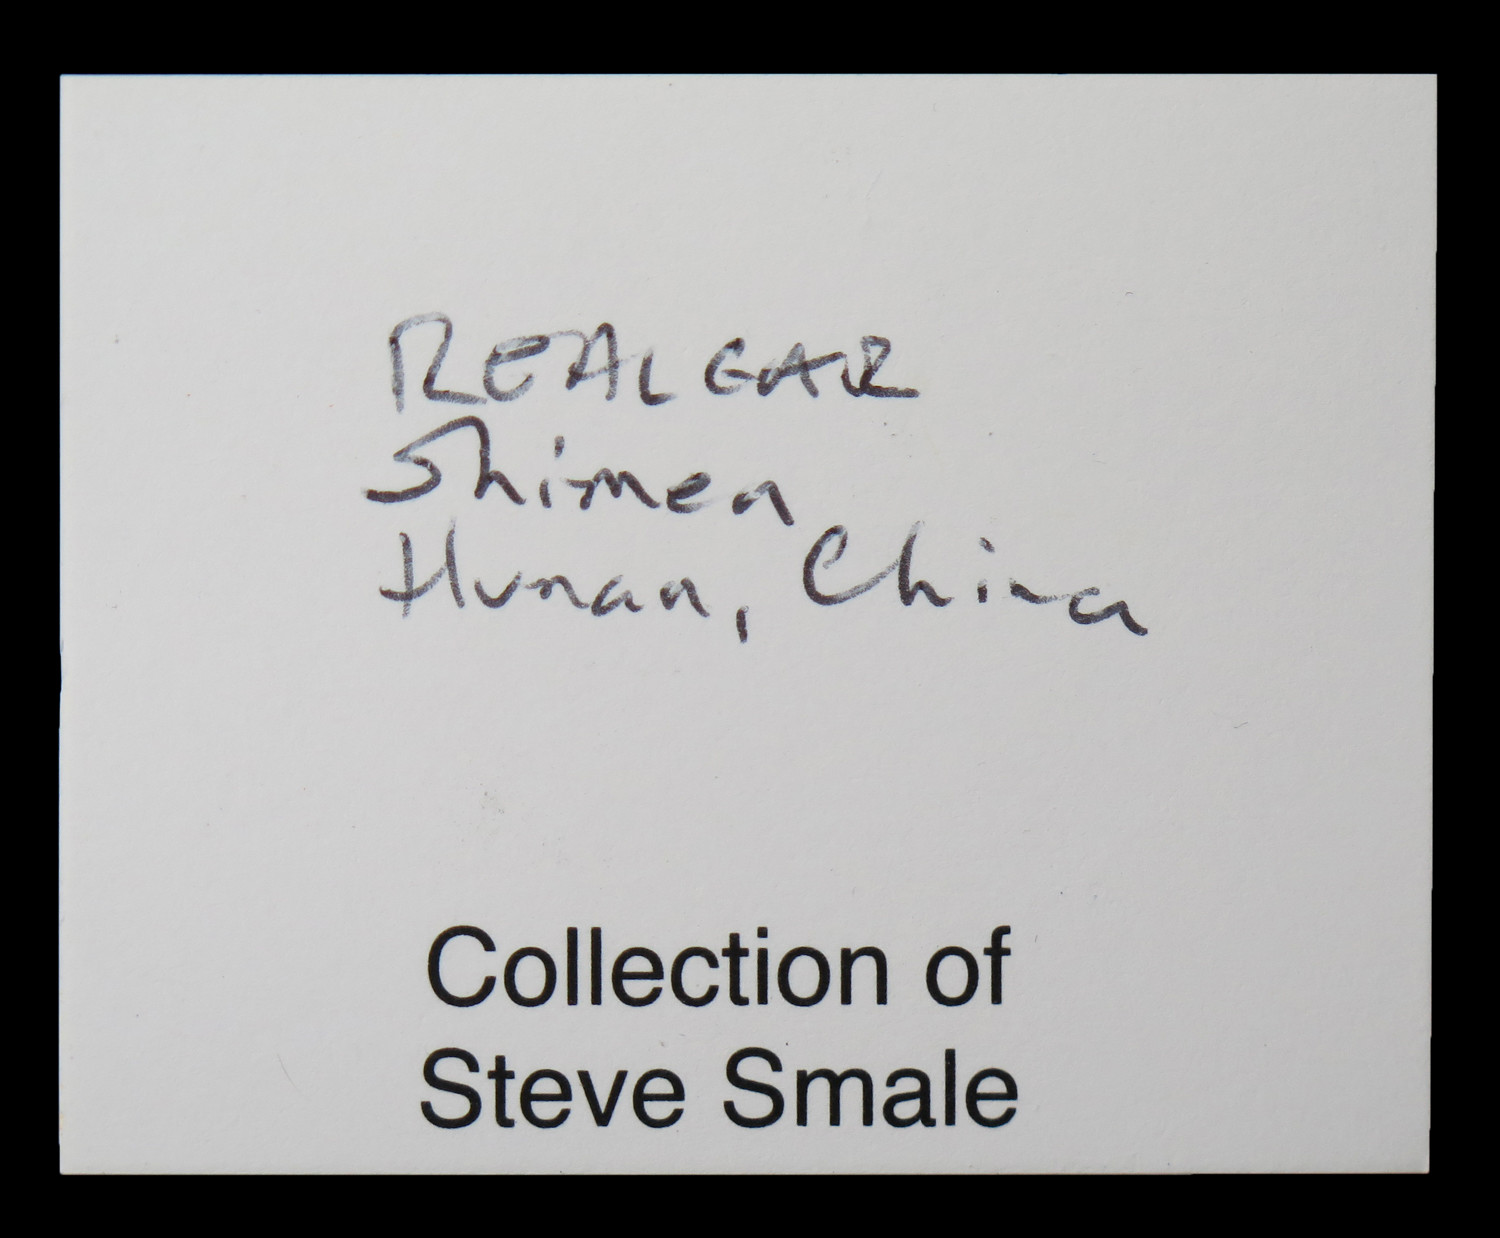 REALGAR
Shimen
Hunan, China
Collection of
Steve Smale